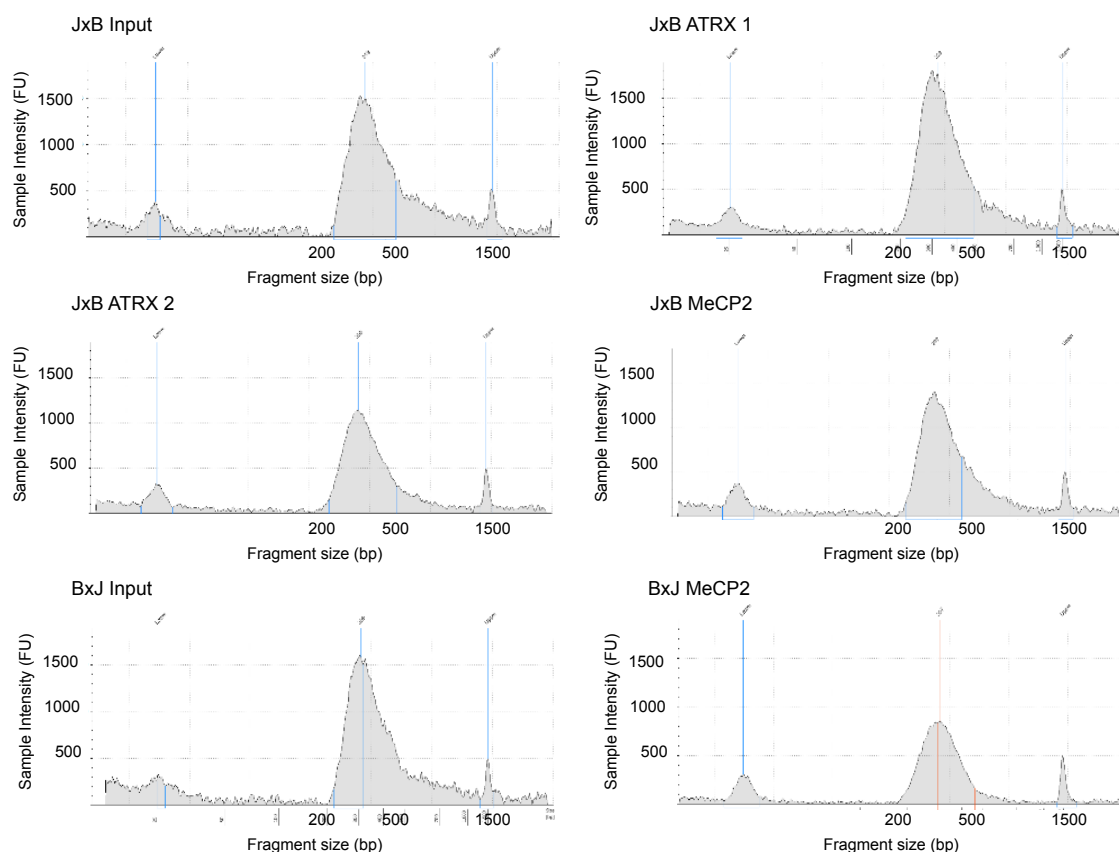 JxB Input
JxB ATRX 1
Sample Intensity (FU)
1500
1000
500
200 500 1500
Fragment size (bp)
Sample Intensity (FU)
1500
1000
500
200 500 1500
Fragment size (bp)
JxB ATRX 2
JxB MeCP2
Sample Intensity (FU)
1500
1000
500
200 500 1500
Fragment size (bp)
Sample Intensity (FU)
1500
1000
500
200 500 1500
Fragment size (bp)
BxJ Input
BxJ MeCP2
Sample Intensity (FU)
1500
1000
500
200 500 1500
Fragment size (bp)
Sample Intensity (FU)
1500
1000
500
200 500 1500
Fragment size (bp)